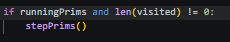 if runningPrims and len(visited) != 0:
    stepPrims()